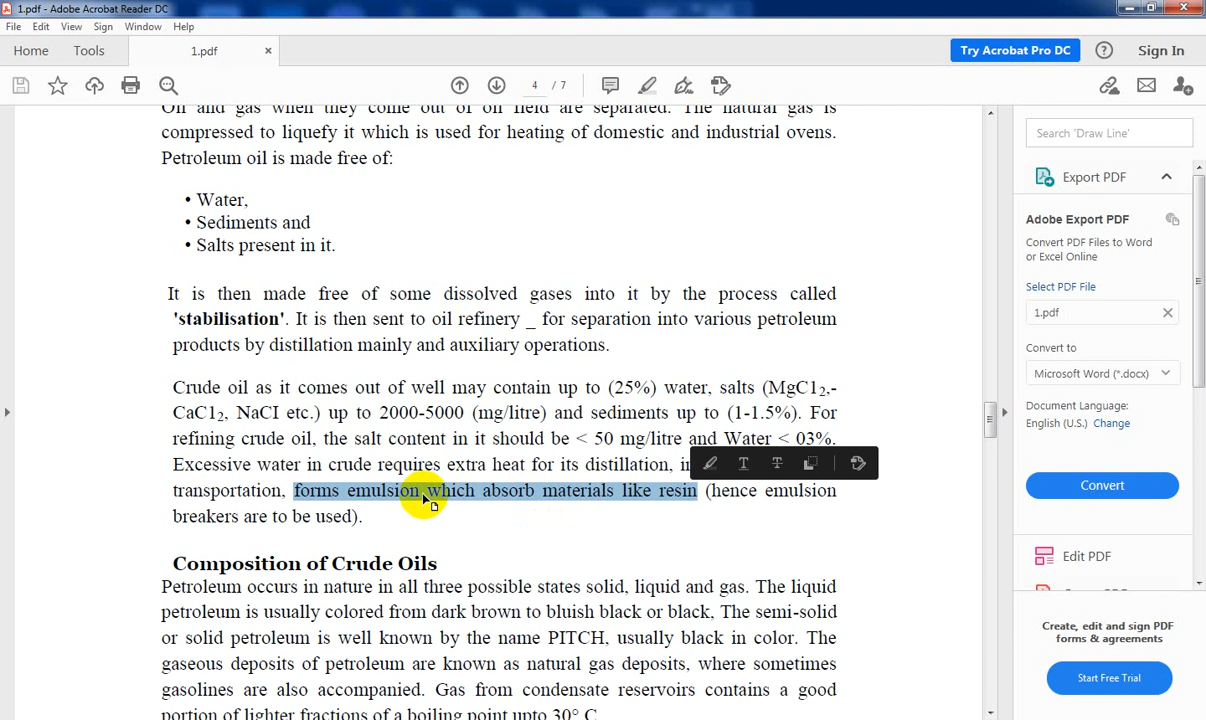 1.pdf - Adobe Acrobat Reader DC
File Edit View Sign Window Help
Home Tools 1.pdf × Try Acrobat Pro DC ? Sign In
4 / 7
Oil and gas when they come out of oil field are separated. The natural gas is
compressed to liquefy it which is used for heating of domestic and industrial ovens.
Petroleum oil is made free of:
• Water,
• Sediments and
• Salts present in it.
It is then made free of some dissolved gases into it by the process called
'stabilisation'. It is then sent to oil refinery _ for separation into various petroleum
products by distillation mainly and auxiliary operations.
Crude oil as it comes out of well may contain up to (25%) water, salts (MgC1₂,-
CaC1₂, NaCI etc.) up to 2000-5000 (mg/litre) and sediments up to (1-1.5%). For
refining crude oil, the salt content in it should be < 50 mg/litre and Water < 03%.
Excessive water in crude requires extra heat for its distillation,
transportation, forms emulsion which absorb materials like resin (hence emulsion
breakers are to be used).
Composition of Crude Oils
Petroleum occurs in nature in all three possible states solid, liquid and gas. The liquid
petroleum is usually colored from dark brown to bluish black or black, The semi-solid
or solid petroleum is well known by the name PITCH, usually black in color. The
gaseous deposits of petroleum are known as natural gas deposits, where sometimes
gasolines are also accompanied. Gas from condensate reservoirs contains a good
portion of lighter fractions of a boiling point upto 30° C
Search 'Draw Line'
Export PDF
Adobe Export PDF
Convert PDF Files to Word
or Excel Online
Select PDF File
1.pdf
Convert to
Microsoft Word (*.docx)
Document Language:
English (U.S.) Change
Convert
Edit PDF
Create, edit and sign PDF
forms & agreements
Start Free Trial